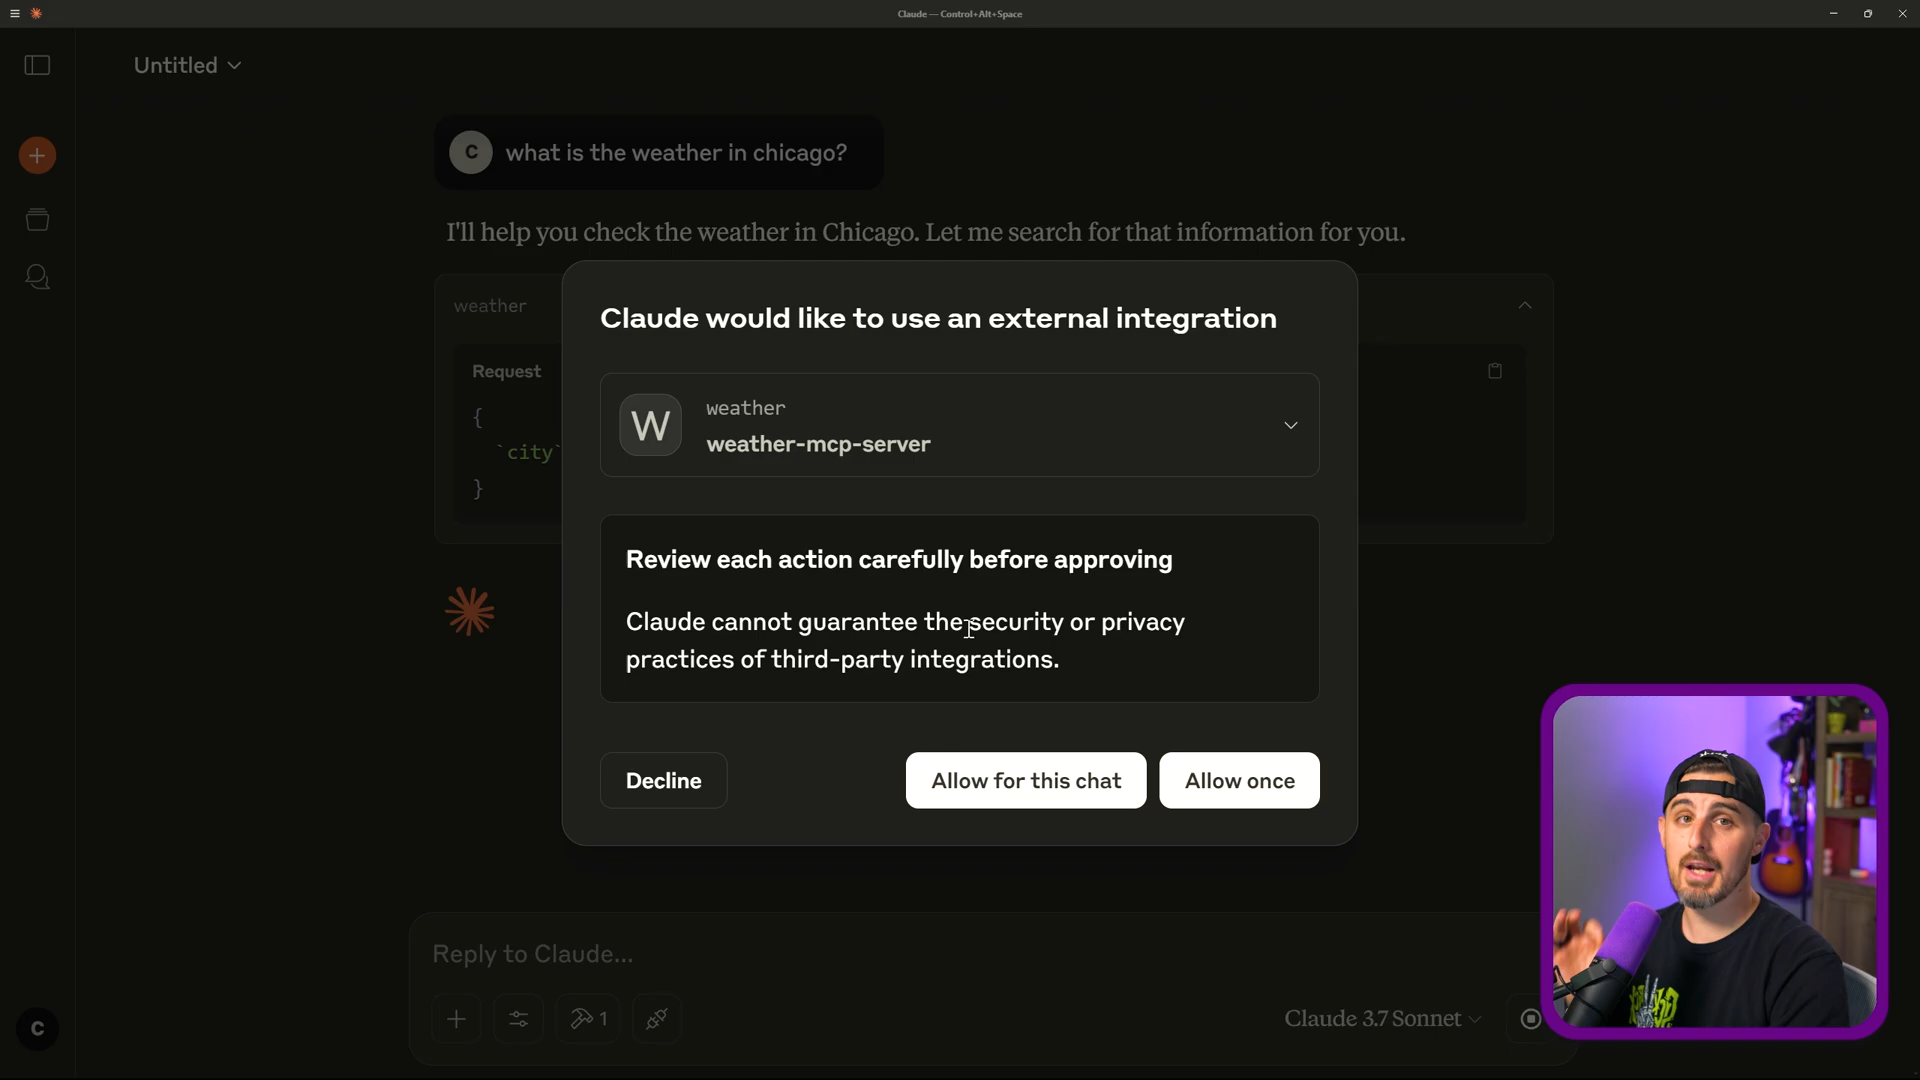 Claude — Control+Alt+Space
Untitled
C
what is the weather in chicago?
I'll help you check the weather in Chicago. Let me search for that information for you.
weather
Request
{
`city`
}
Claude would like to use an external integration
W
weather
weather-mcp-server
Review each action carefully before approving
Claude cannot guarantee the security or privacy
practices of third-party integrations.
Decline
Allow for this chat
Allow once
Reply to Claude...
1
Claude 3.7 Sonnet
C